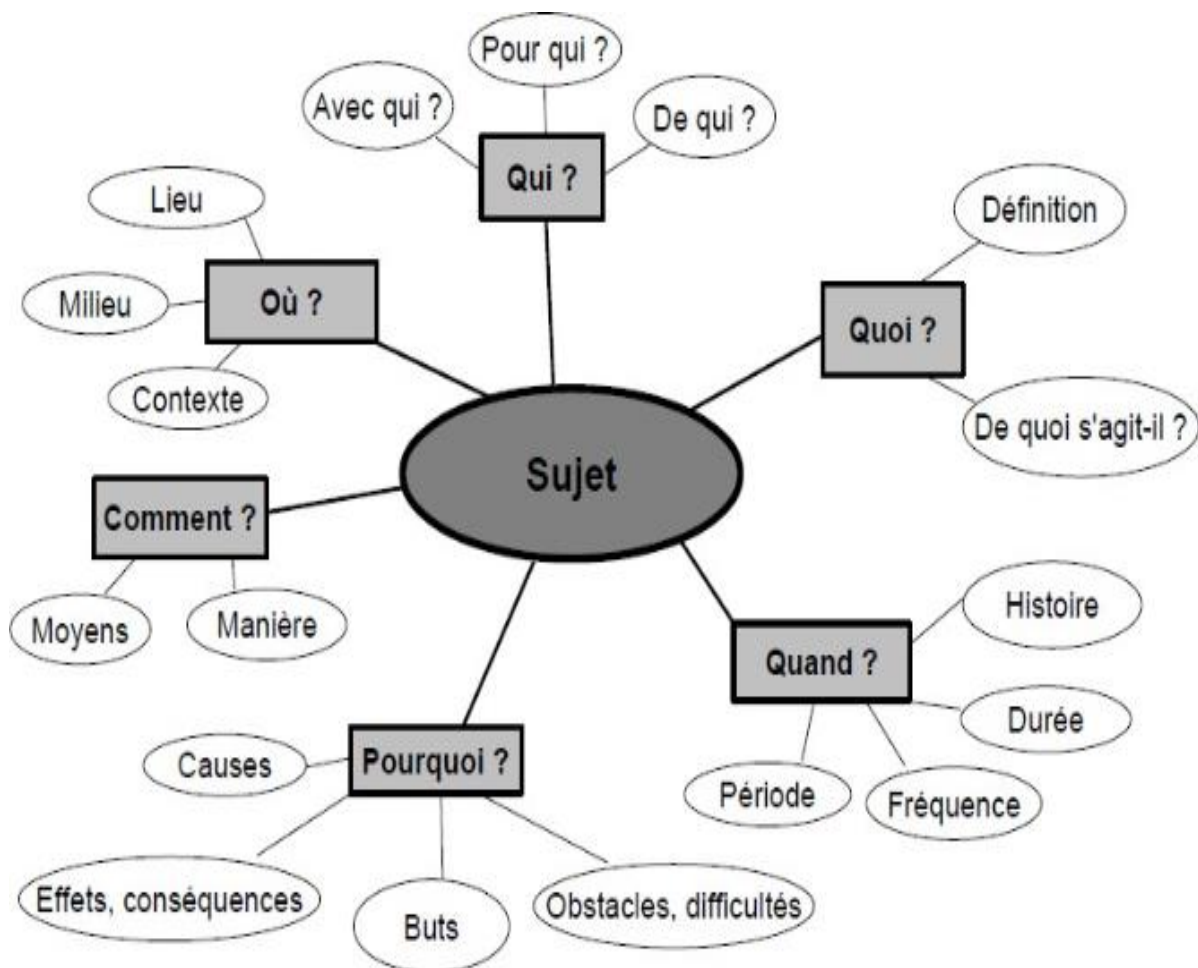 Pour qui ?
Avec qui ?
De qui ?
Qui ?
Lieu
Milieu
Où ?
Contexte
Définition
Quoi ?
De quoi s'agit-il ?
Sujet
Comment ?
Moyens
Manière
Histoire
Quand ?
Durée
Période
Fréquence
Causes
Pourquoi ?
Effets, conséquences
Buts
Obstacles, difficultés